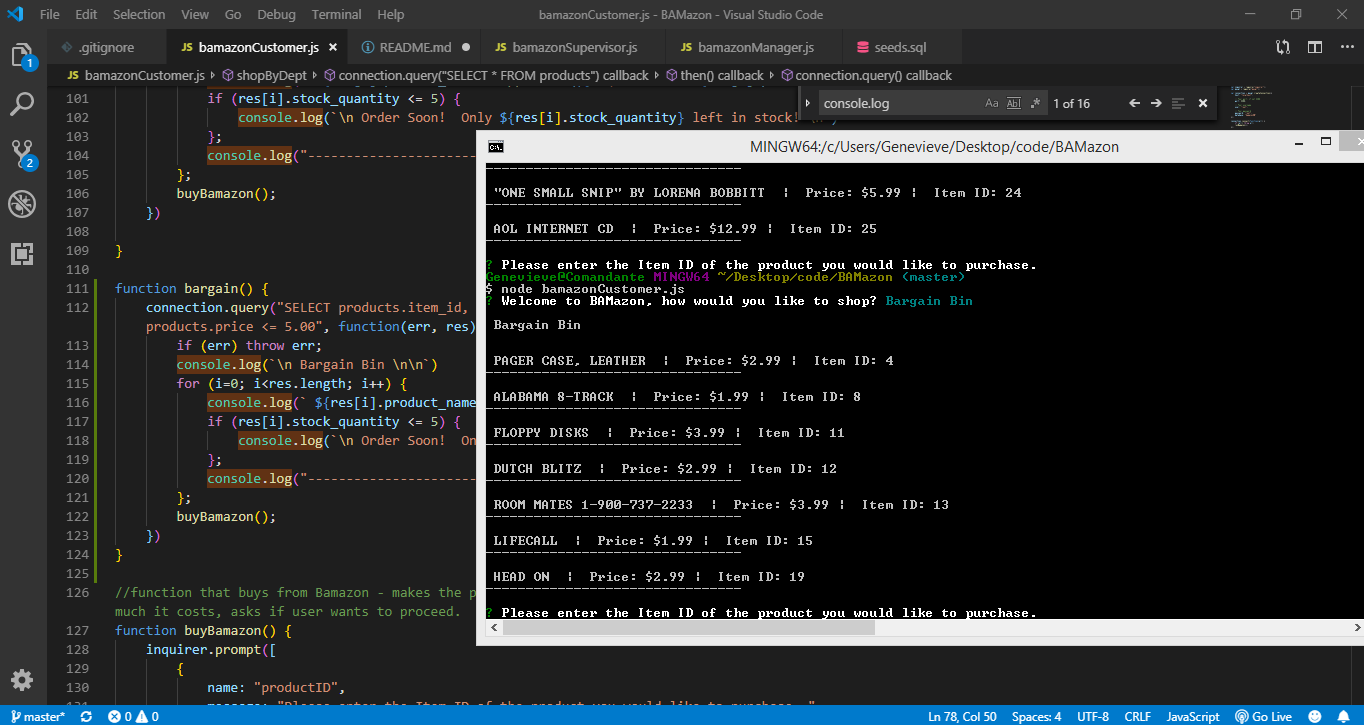 File Edit Selection View Go Debug Terminal Help
bamazonCustomer.js - BAMazon - Visual Studio Code
.gitignore
JS bamazonCustomer.js ×
README.md ●
JS bamazonSupervisor.js
JS bamazonManager.js
seeds.sql
JS bamazonCustomer.js › shopByDept › connection.query("SELECT * FROM products") callback › then() callback › connection.query() callback
console.log Aa Abl .* 1 of 16
1
2
101 if (res[i].stock_quantity <= 5) {
102 console.log(`\n Order Soon!  Only ${res[i].stock_quantity} left in stock!
103 };
104 console.log("----------------------
105 };
106 buyBamazon();
107 })
108
109 }
110
111 function bargain() {
112 connection.query("SELECT products.item_id,
products.price <= 5.00", function(err, res)
113 if (err) throw err;
114 console.log(`\n Bargain Bin \n\n`)
115 for (i=0; i<res.length; i++) {
116 console.log(` ${res[i].product_name
117 if (res[i].stock_quantity <= 5) {
118 console.log(`\n Order Soon!  On
119 };
120 console.log("----------------------
121 };
122 buyBamazon();
123 })
124 }
125
126 //function that buys from Bamazon - makes the p
much it costs, asks if user wants to proceed.
127 function buyBamazon() {
128 inquirer.prompt([
129 {
130 name: "productID",
MINGW64:/c/Users/Genevieve/Desktop/code/BAMazon
--------------------------------
"ONE SMALL SNIP" BY LORENA BOBBITT  ¦  Price: $5.99 ¦  Item ID: 24
--------------------------------
AOL INTERNET CD  ¦  Price: $12.99 ¦  Item ID: 25
--------------------------------
? Please enter the Item ID of the product you would like to purchase.
Genevieve@Comandante MINGW64 ~/Desktop/code/BAMazon (master)
$ node bamazonCustomer.js
? Welcome to BAMazon, how would you like to shop? Bargain Bin
Bargain Bin
PAGER CASE, LEATHER  ¦  Price: $2.99 ¦  Item ID: 4
--------------------------------
ALABAMA 8-TRACK  ¦  Price: $1.99 ¦  Item ID: 8
--------------------------------
FLOPPY DISKS  ¦  Price: $3.99 ¦  Item ID: 11
--------------------------------
DUTCH BLITZ  ¦  Price: $2.99 ¦  Item ID: 12
--------------------------------
ROOM MATES 1-900-737-2233  ¦  Price: $3.99 ¦  Item ID: 13
--------------------------------
LIFECALL  ¦  Price: $1.99 ¦  Item ID: 15
--------------------------------
HEAD ON  ¦  Price: $2.99 ¦  Item ID: 19
--------------------------------
? Please enter the Item ID of the product you would like to purchase.
master* 0 0 Ln 78, Col 50 Spaces: 4 UTF-8 CRLF JavaScript Go Live